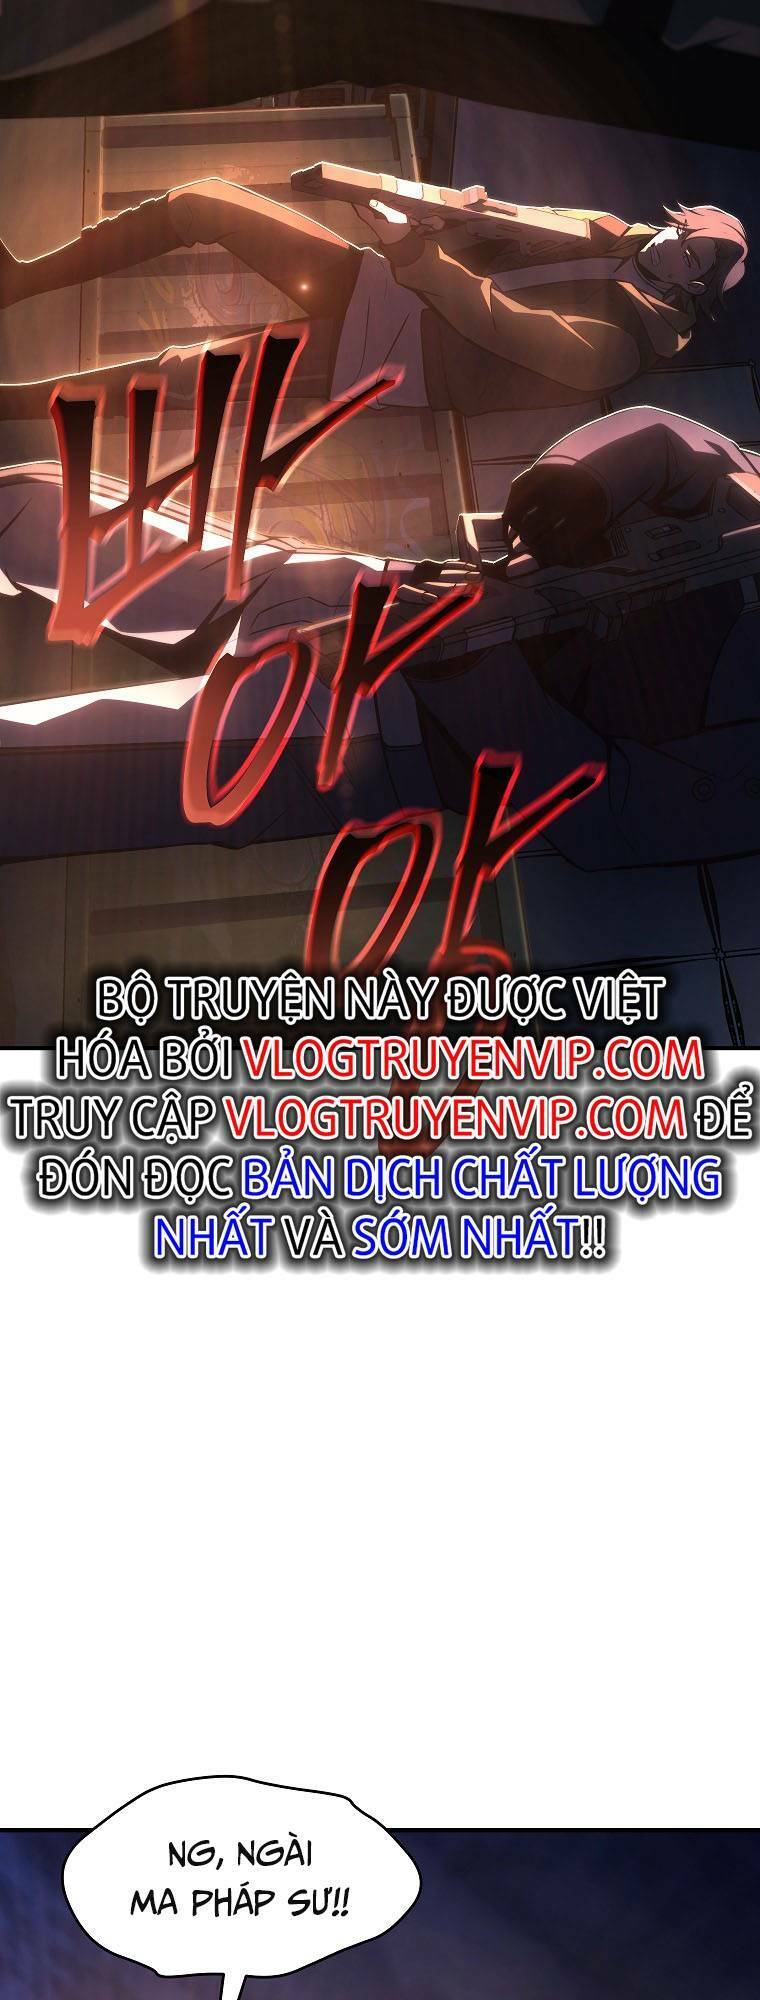 빠
아
아
BỘ TRUYỆN NÀY ĐƯỢC VIỆT
HÓA BỞI VLOGTRUYENVIP.COM
TRUY CẬP VLOGTRUYENVIP.COM ĐỂ
ĐÓN ĐỌC BẢN DỊCH CHẤT LƯỢNG
NHẤT VÀ SỚM NHẤT!!
NG, NGÀI
MA PHÁP SƯ!!